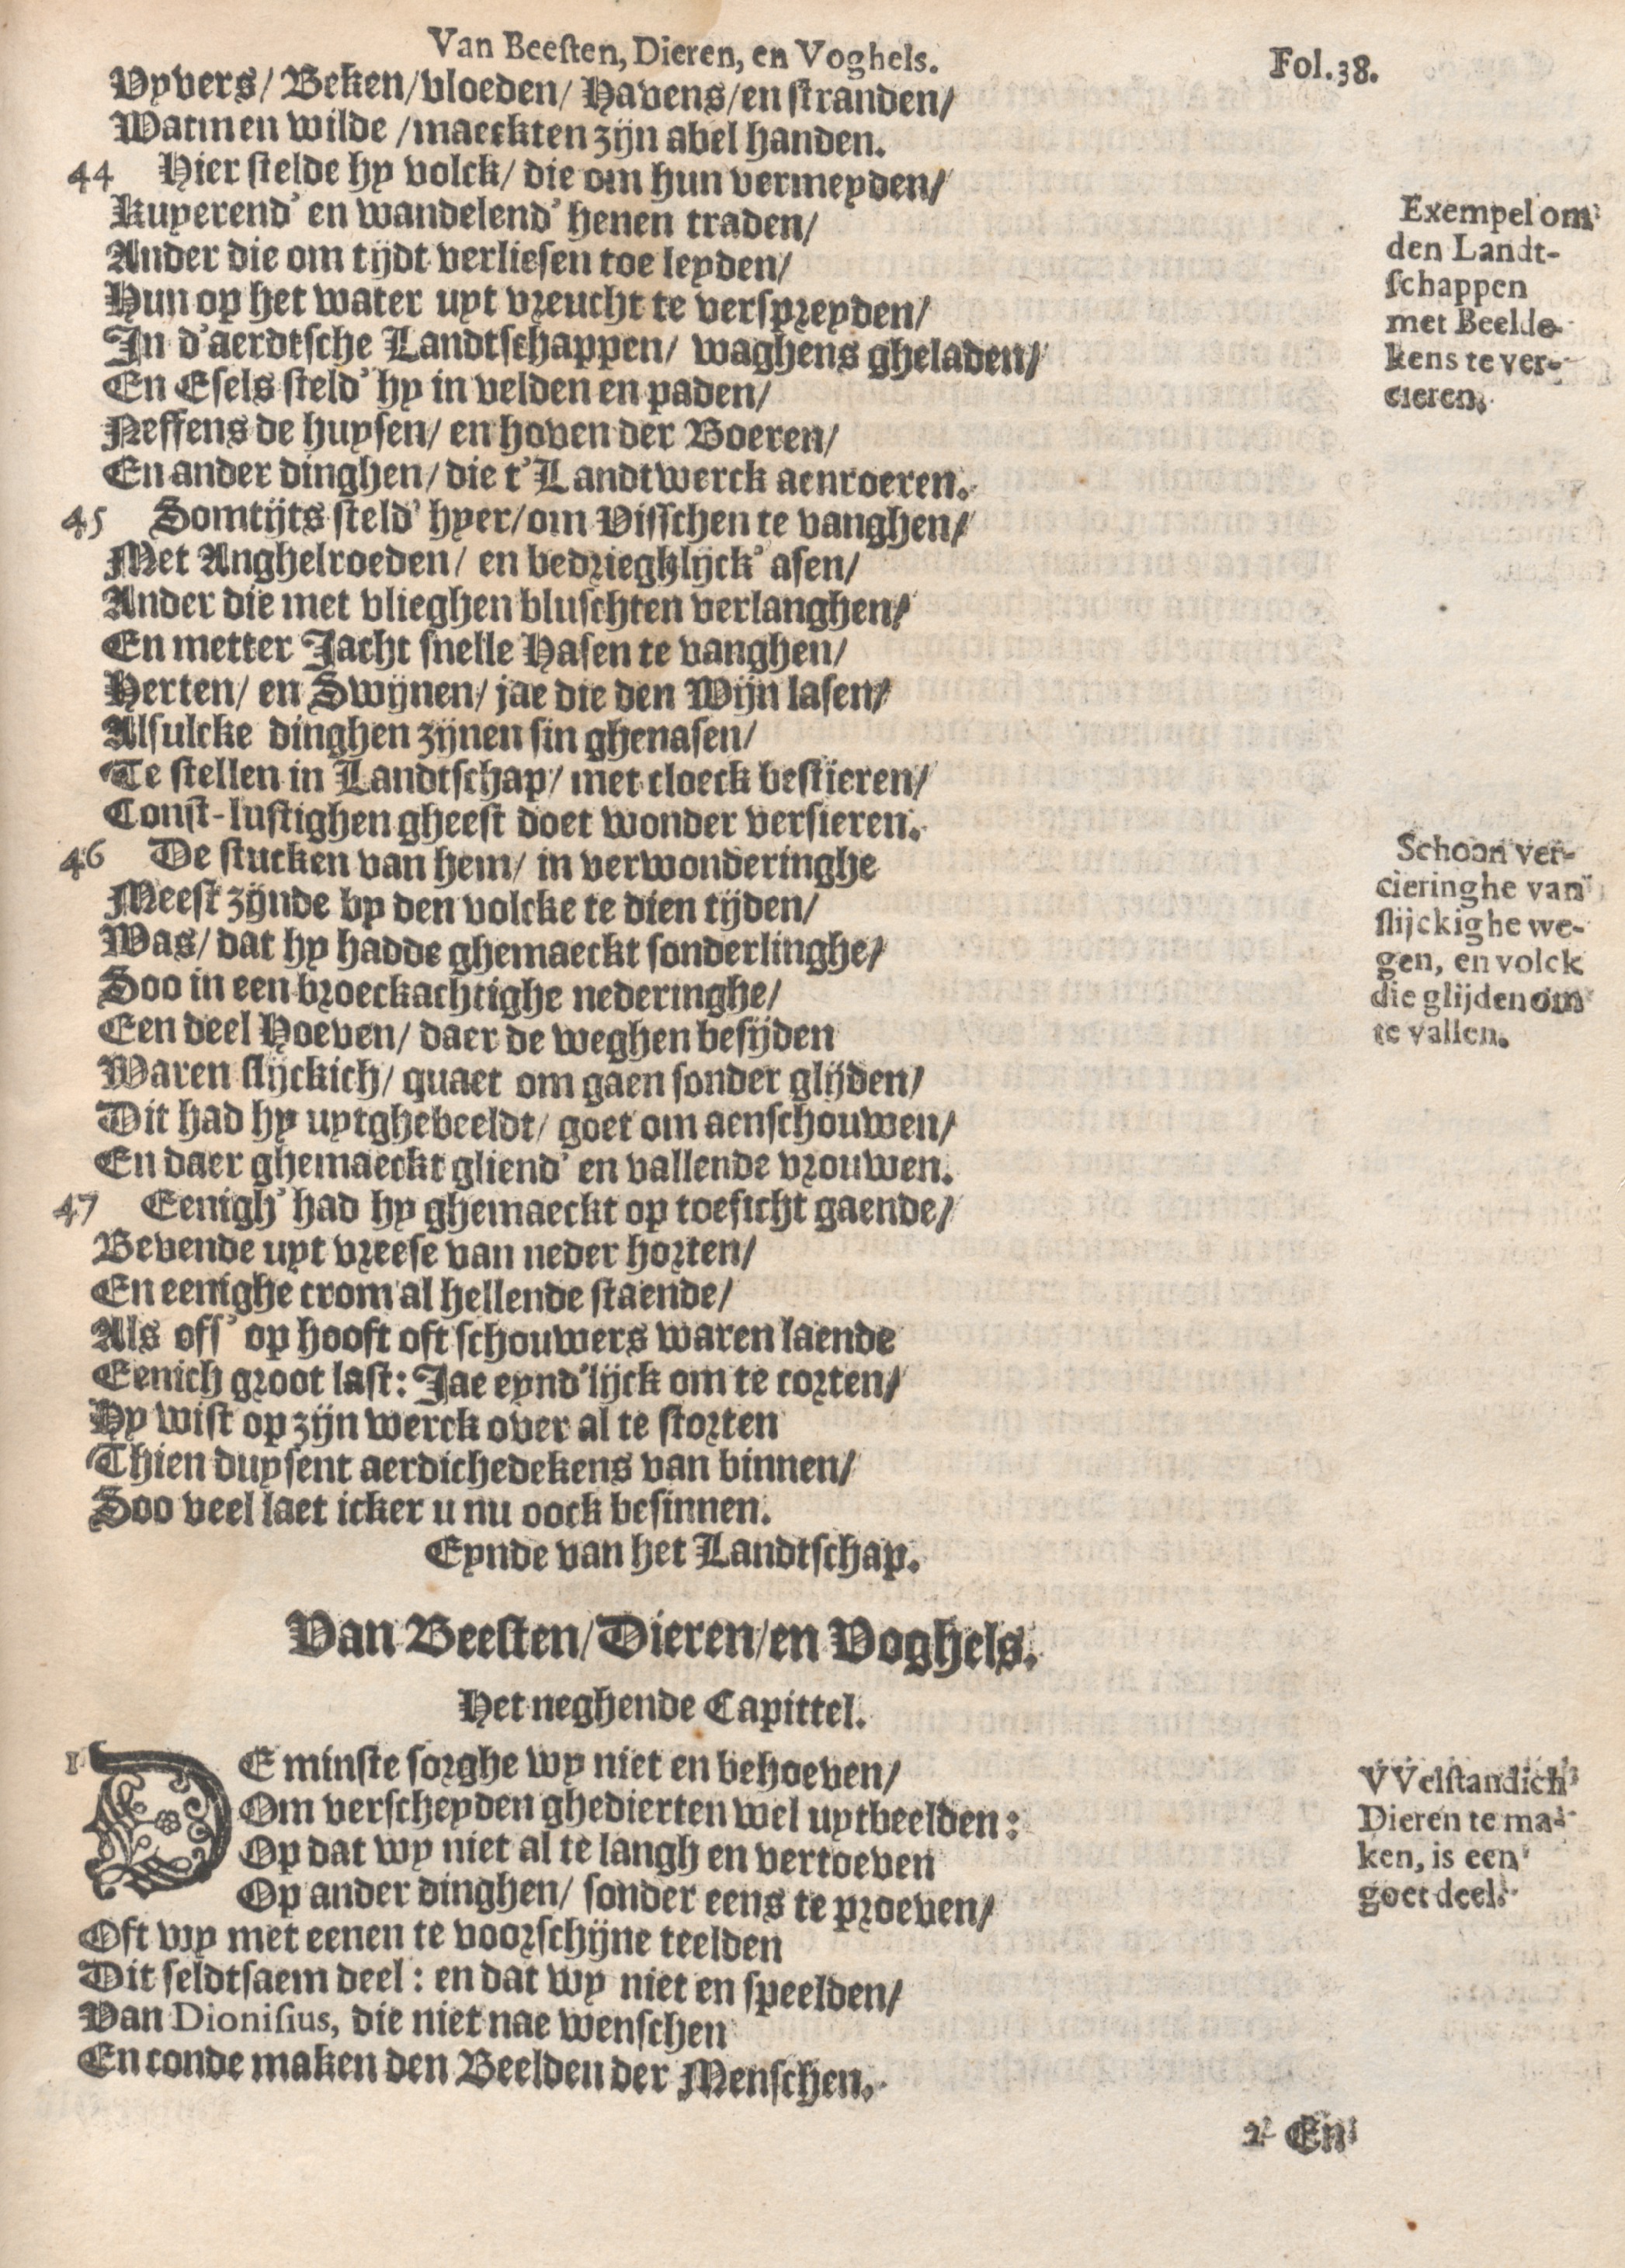 Van Beesten, Dieren, en Voghels.
Fol. 38.
Vyvers/ Beken/ vloeden/ Havens/ en stranden/
Watmen wilde/ maeckten zijn abel handen.
44 Hier stelde hy volck/ die om hun vermeyden/
Kuyerend' en wandelend' henen traden/
Ander die om tijdt verliesen toe leyden/
Hun op het water uyt vreucht te verspreyden/
In d'aerdtsche Landtschappen/ waghens gheladen/
En Esels steld' hy in velden en paden/
Neffens de huysen/ en hoven der Boeren/
En ander dinghen/ die t'Landtwerck aenroeren.
Exempel om
den Landt-
schappen
met Beelde-
kens te ver-
cieren.
45 Somtijts steld' hyer/ om Visschen te vanghen/
Met Anghelroeden/ en bedrieghlijck' asen/
Ander die met vlieghen bluschten verlanghen/
En metter Jacht snelle Hasen te vanghen/
Herten/ en Swijnen/ jae die den Wijn lasen/
Alsulcke dinghen zijnen sin ghenasen/
Te stellen in Landtschap/ met cloeck bestieren/
Const-lustighen gheest doet wonder versieren.
46 De stucken van hem/ in verwonderinghe
Meest zijnde by den volcke te dien tijden/
Was/ dat hy hadde ghemaeckt sonderlinghe/
Soo in een broeckachtighe nederinghe/
Een deel Hoeven/ daer de weghen besijden
Waren slijckich/ quaet om gaen sonder glijden/
Dit had hy uytghebeeldt/ goet om aenschouwen/
En daer ghemaeckt gliend' en vallende vrouwen.
Schoon ver-
cieringhe van
slijckighe we-
gen, en volck
die glijden om
te vallen.
47 Eenigh' had hy ghemaeckt op toesicht gaende/
Bevende uyt vreese van neder horten/
En eenighe crom al hellende staende/
Als off' op hooft oft schouwers waren laende
Eenich groot last: Jae eynd'lijck om te corten/
Hy wist op zijn werck over al te storten
Thien duysent aerdichedekens van binnen/
Soo veel laet icker u nu oock besinnen.
Eynde van het Landtschap.
Van Beesten/ Dieren/ en Voghels.
Het neghende Capittel.
1 DE minste sorghe wy niet en behoeven/
Om verscheyden ghedierten wel uytbeelden:
Op dat wy niet al te langh en vertoeven
Op ander dinghen/ sonder eens te proeven/
Oft wy met eenen te voorschijne teelden
Dit seldtsaem deel: en dat wy niet en speelden/
Van Dionisius, die niet nae wenschen
En conde maken den Beelden der Menschen.
VVelstandich
Dieren te ma-
ken, is een
goet deel.
2 En